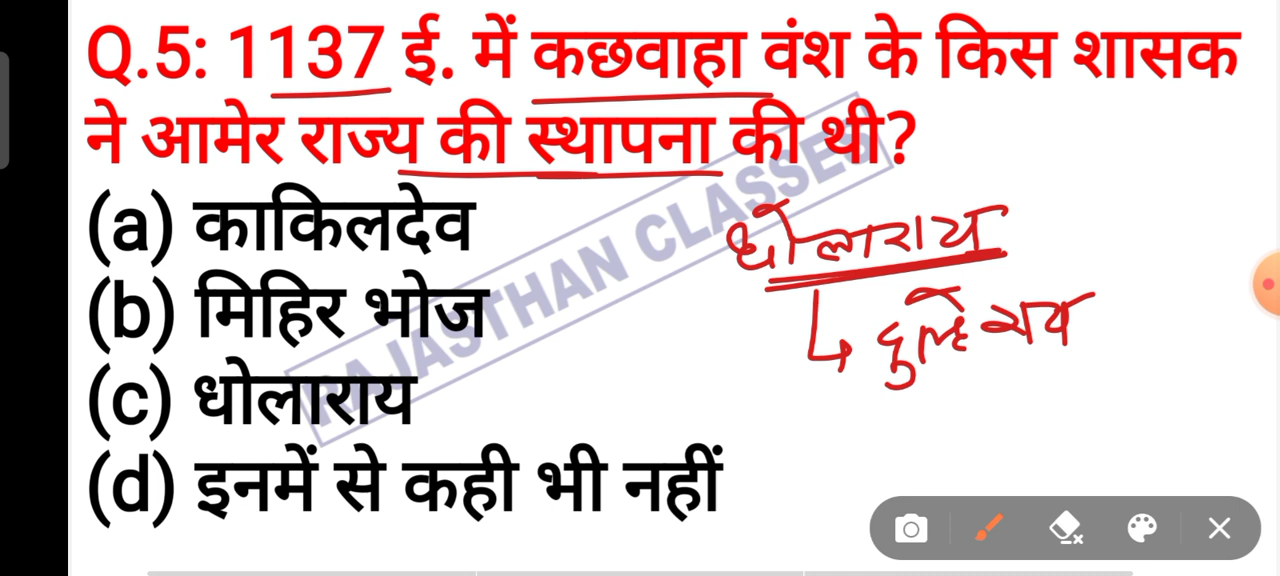 Q.5: 1137 ई. में कछवाहा वंश के किस शासक
ने आमेर राज्य की स्थापना की थी?
(a) काकिलदेव
(b) मिहिर भोज
(c) धोलाराय
(d) इनमें से कही भी नहीं
धोलाराय
RAJASTHAN CLASSES